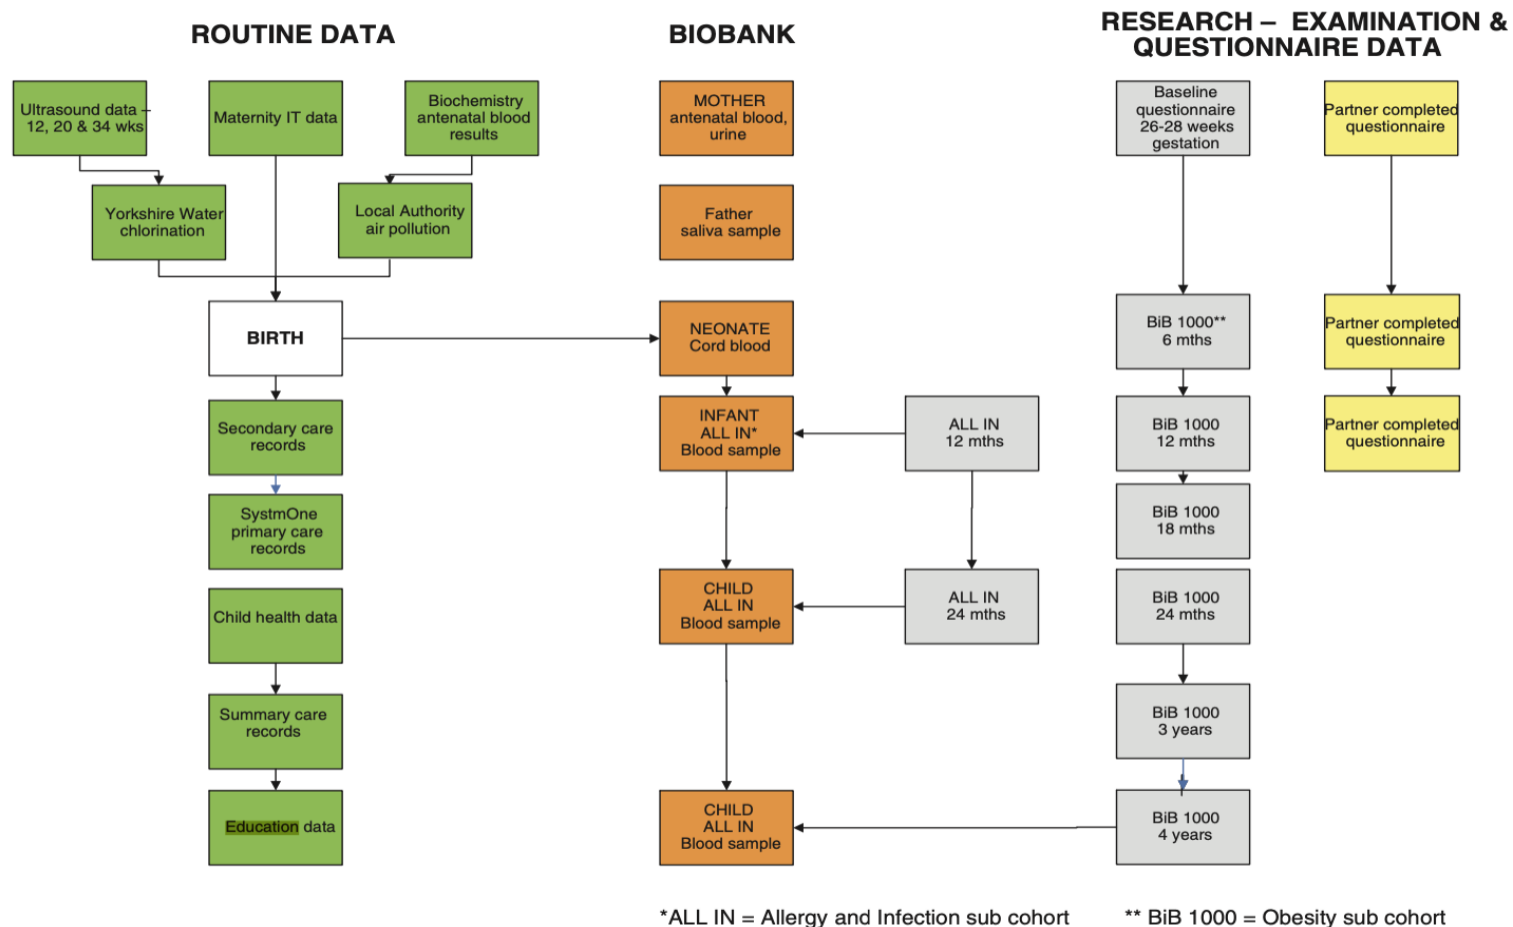 ROUTINE DATA
BIOBANK
RESEARCH – EXAMINATION &
QUESTIONNAIRE DATA
Ultrasound data –
12, 20 & 34 wks
Maternity IT data
Biochemistry
antenatal blood
results
MOTHER
antenatal blood,
urine
Baseline
questionnaire
26-28 weeks
gestation
Partner completed
questionnaire
Yorkshire Water
chlorination
Local Authority
air pollution
Father
saliva sample
BIRTH
NEONATE
Cord blood
BiB 1000**
6 mths
Partner completed
questionnaire
Secondary care
records
INFANT
ALL IN*
Blood sample
ALL IN
12 mths
BiB 1000
12 mths
Partner completed
questionnaire
SystmOne
primary care
records
BiB 1000
18 mths
Child health data
CHILD
ALL IN
Blood sample
ALL IN
24 mths
BiB 1000
24 mths
Summary care
records
BiB 1000
3 years
Education data
CHILD
ALL IN
Blood sample
BiB 1000
4 years
*ALL IN = Allergy and Infection sub cohort
** BiB 1000 = Obesity sub cohort